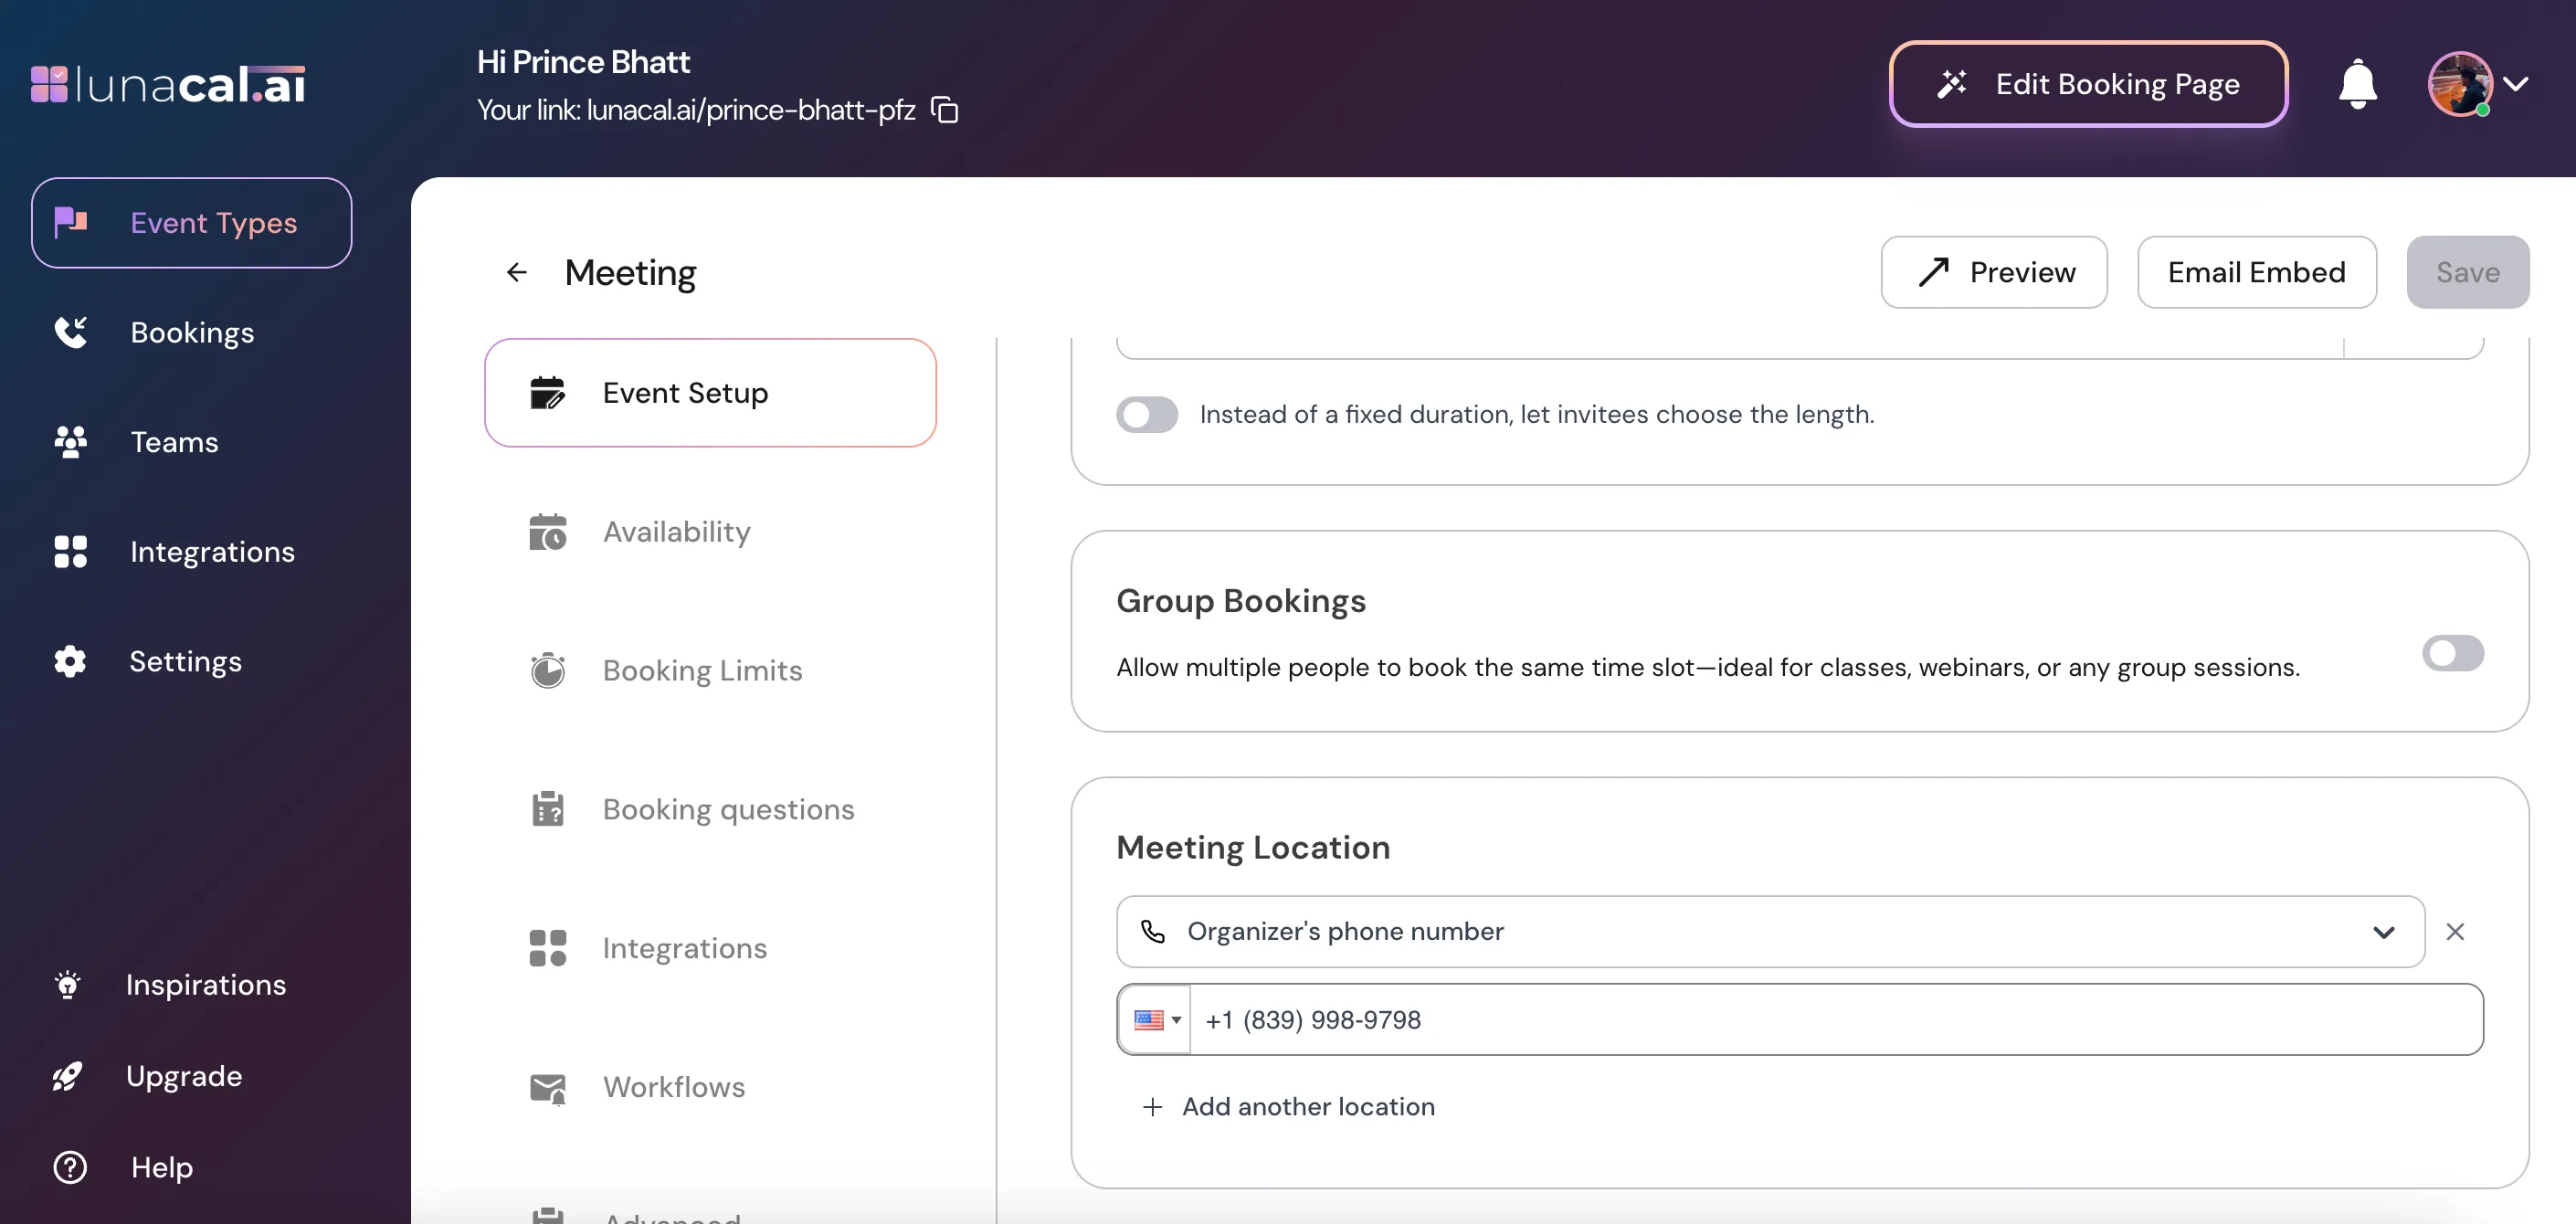 lunacal.ai
Hi Prince Bhatt
Your link: lunacal.ai/prince-bhatt-pfz
Edit Booking Page
Event Types
Bookings
Teams
Integrations
Settings
Inspirations
Upgrade
Help
Meeting
Preview
Email Embed
Save
Event Setup
Availability
Booking Limits
Booking questions
Integrations
Workflows
Advanced
Instead of a fixed duration, let invitees choose the length.
Group Bookings
Allow multiple people to book the same time slot—ideal for classes, webinars, or any group sessions.
Meeting Location
Organizer's phone number
+1 (839) 998-9798
Add another location